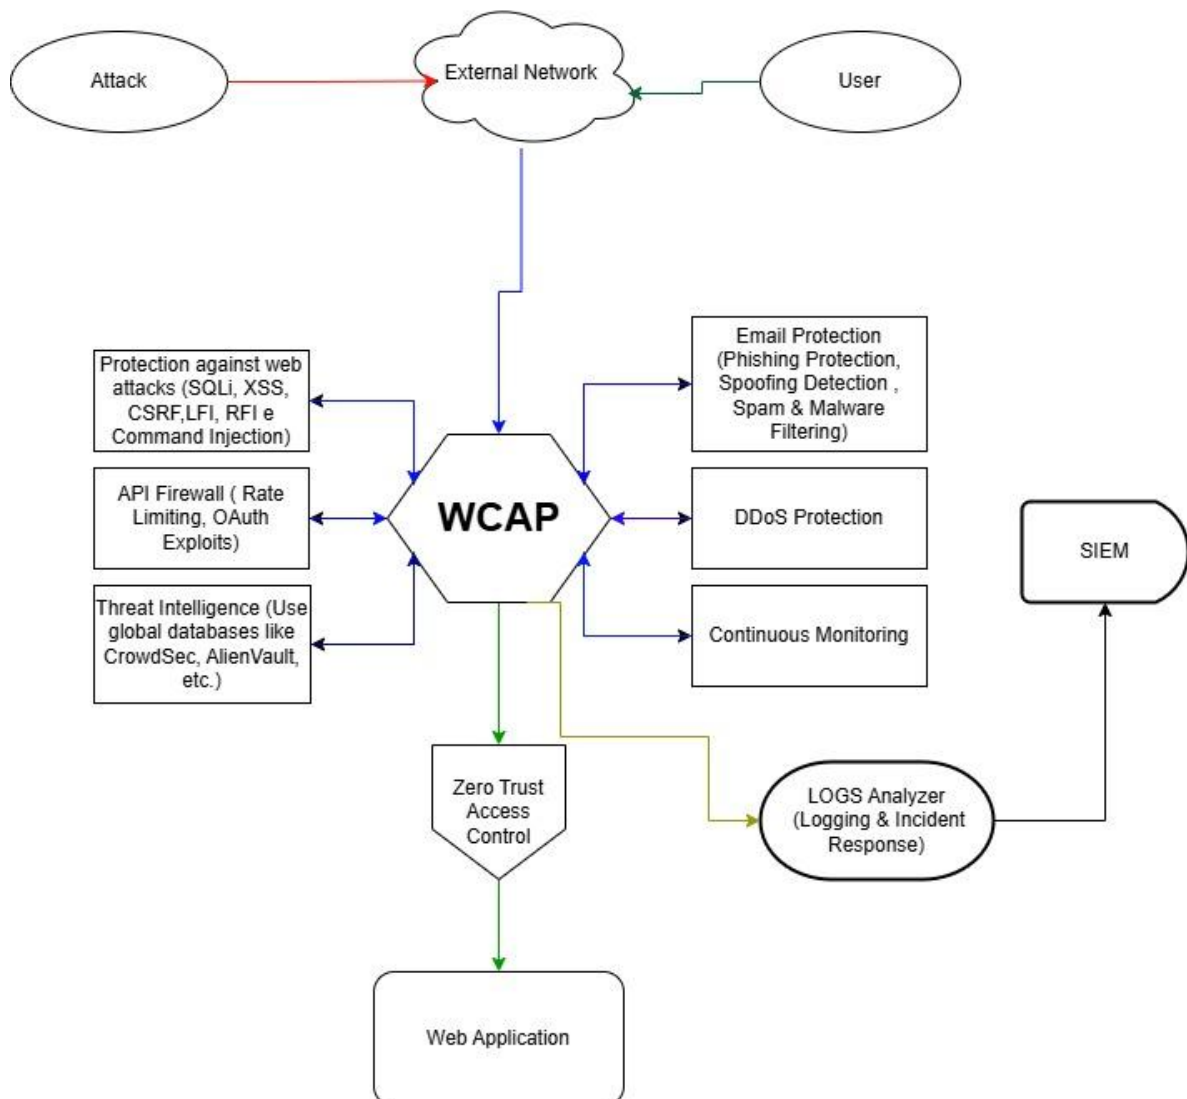 Attack
External Network
User
Protection against web
attacks (SQLi, XSS,
CSRF,LFI, RFI e
Command Injection)
API Firewall ( Rate
Limiting, OAuth
Exploits)
Threat Intelligence (Use
global databases like
CrowdSec, AlienVault,
etc.)
WCAP
Email Protection
(Phishing Protection,
Spoofing Detection ,
Spam & Malware
Filtering)
DDoS Protection
Continuous Monitoring
SIEM
Zero Trust
Access
Control
LOGS Analyzer
(Logging & Incident
Response)
Web Application